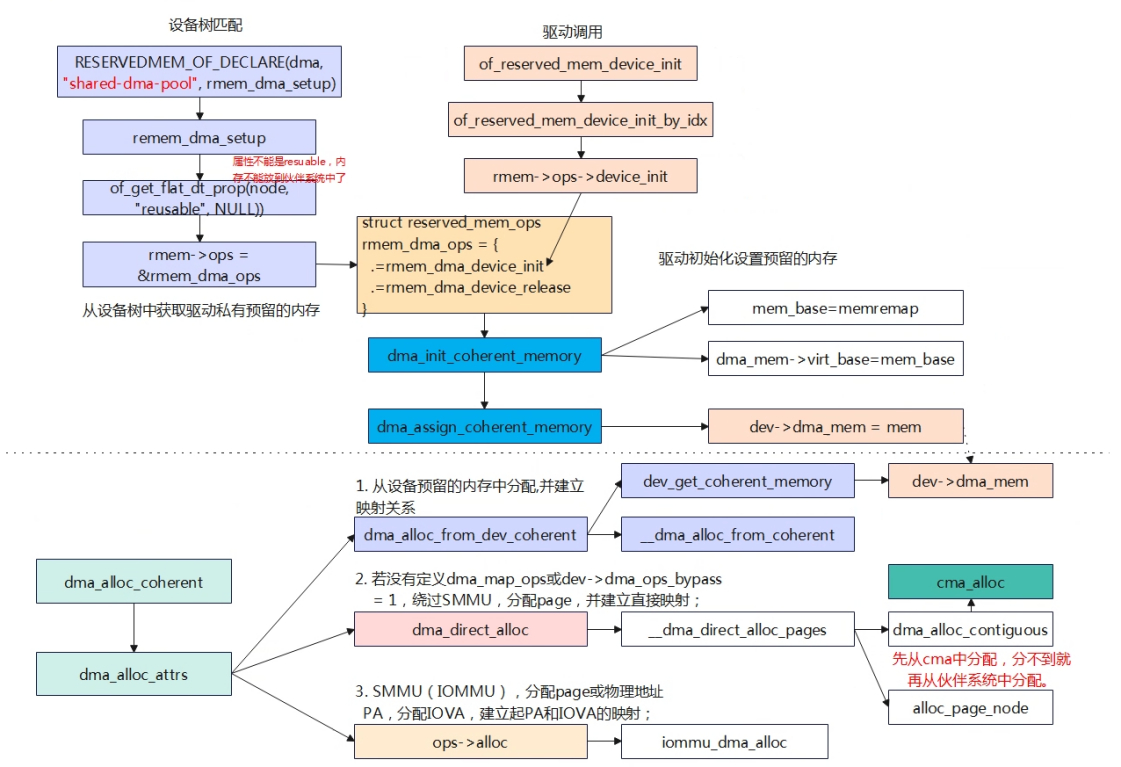 设备树匹配
RESERVEDMEM_OF_DECLARE(dma,
"shared-dma-pool", rmem_dma_setup)
remem_dma_setup
属性不能是resuable，内
存不能放到伙伴系统中了
of_get_flat_dt_prop(node,
"reusable", NULL))
rmem->ops =
&rmem_dma_ops
从设备树中获取驱动私有预留的内存
驱动调用
of_reserved_mem_device_init
of_reserved_mem_device_init_by_idx
rmem->ops->device_init
struct reserved_mem_ops
rmem_dma_ops = {
.=rmem_dma_device_init
.=rmem_dma_device_release
}
驱动初始化设置预留的内存
dma_init_coherent_memory
mem_base=memremap
dma_mem->virt_base=mem_base
dma_assign_coherent_memory
dev->dma_mem = mem
dma_alloc_coherent
dma_alloc_attrs
1. 从设备预留的内存中分配,并建立
映射关系
dma_alloc_from_dev_coherent
dev_get_coherent_memory
dev->dma_mem
__dma_alloc_from_coherent
2. 若没有定义dma_map_ops或dev->dma_ops_bypass
= 1，绕过SMMU，分配page，并建立直接映射；
dma_direct_alloc
__dma_direct_alloc_pages
cma_alloc
dma_alloc_contiguous
先从cma中分配，分不到就
再从伙伴系统中分配。
alloc_page_node
3. SMMU（IOMMU），分配page或物理地址
PA，分配IOVA，建立起PA和IOVA的映射；
ops->alloc
iommu_dma_alloc